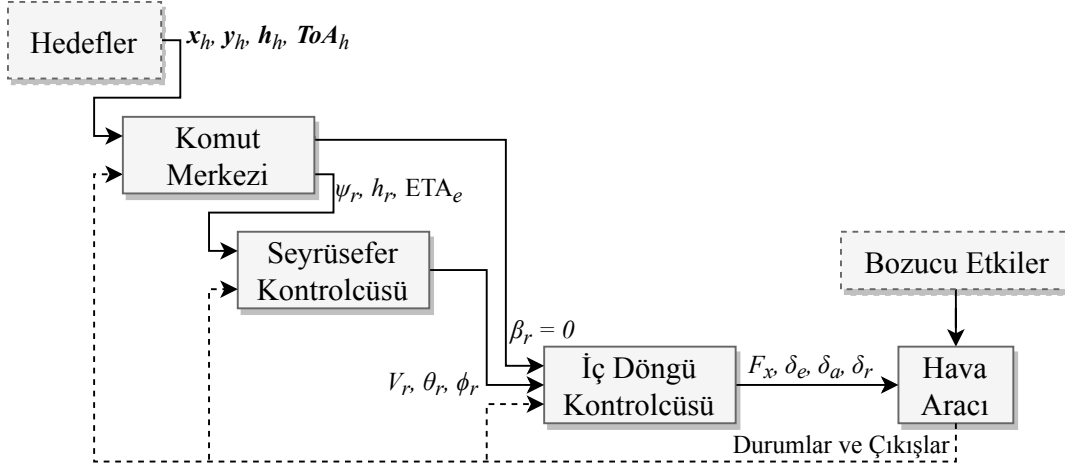 Hedefler
x_h, y_h, h_h, ToA_h
Komut
Merkezi
ψ_r, h_r, ETA_e
Seyrüsefer
Kontrolcüsü
Bozucu Etkiler
β_r = 0
V_r, θ_r, ϕ_r
İç Döngü
Kontrolcüsü
F_x, δ_e, δ_a, δ_r
Hava
Aracı
Durumlar ve Çıkışlar